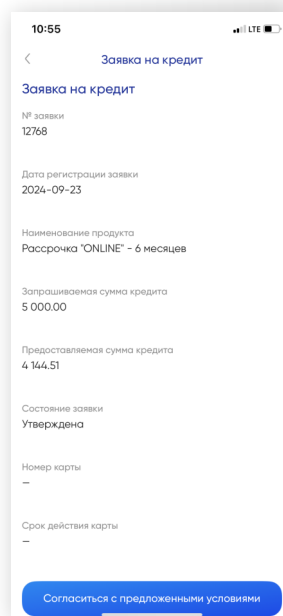 10:55
LTE
Заявка на кредит
Заявка на кредит
№ заявки
12768
Дата регистрации заявки
2024-09-23
Наименование продукта
Рассрочка "ONLINE" - 6 месяцев
Запрашиваемая сумма кредита
5 000.00
Предоставляемая сумма кредита
4 144.51
Состояние заявки
Утверждена
Номер карты
—
Срок действия карты
—
Согласиться с предложенными условиями